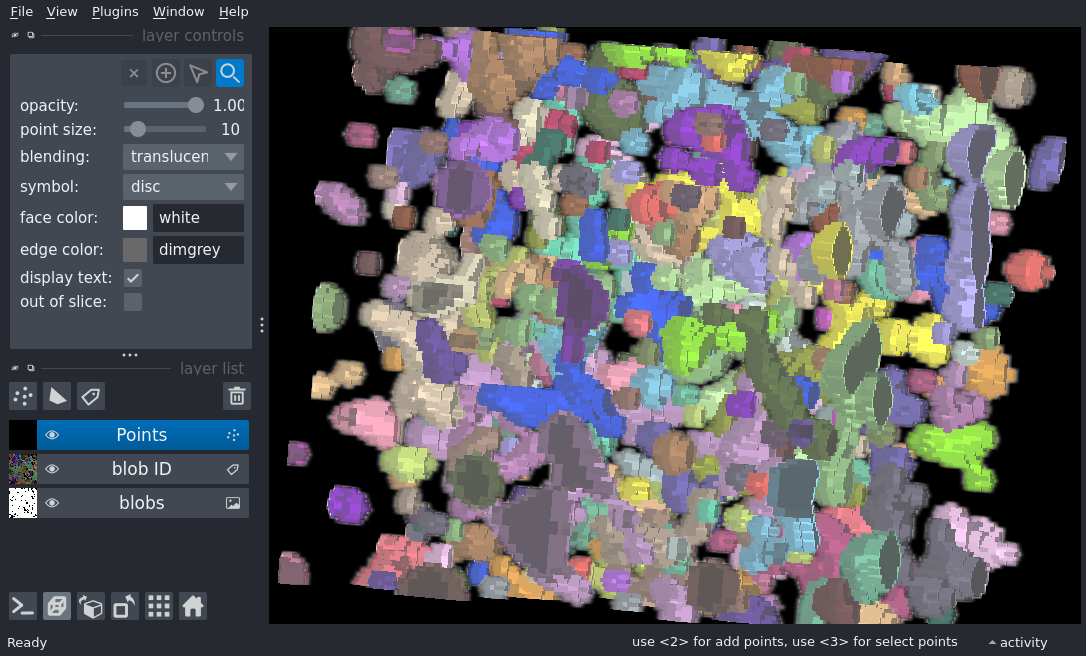 File View Plugins Window Help
layer controls
opacity: 1.00
point size: 10
blending: translucen
symbol: disc
face color: white
edge color: dimgrey
display text:
out of slice:
layer list
Points
blob ID
blobs
Ready use <2> for add points, use <3> for select points activity